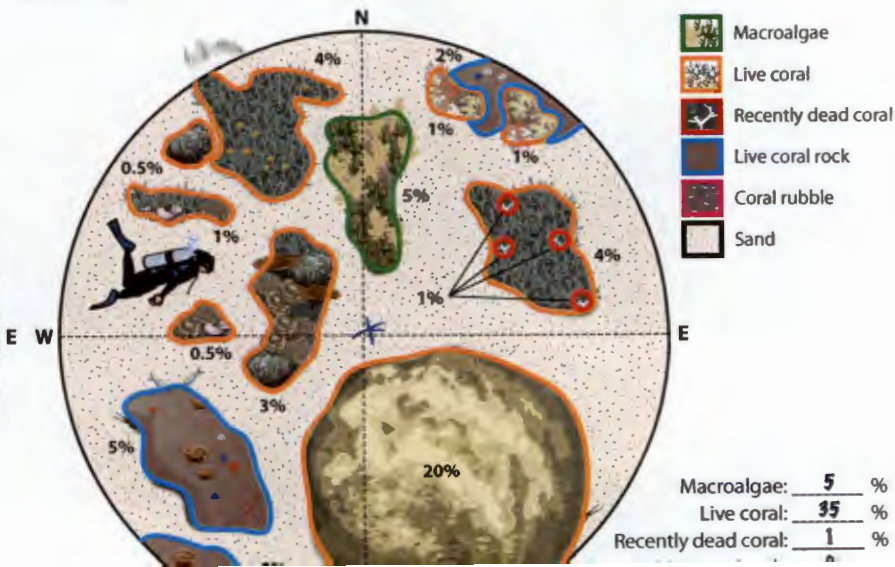 N
4%
2%
Macroalgae
Live coral
Recently dead coral
Live coral rock
Coral rubble
Sand
1%
1%
0.5%
5%
1%
4%
1%
E W
E
0.5%
3%
5%
20%
Macroalgae: 5 %
Live coral: 35 %
Recently dead coral: 1 %